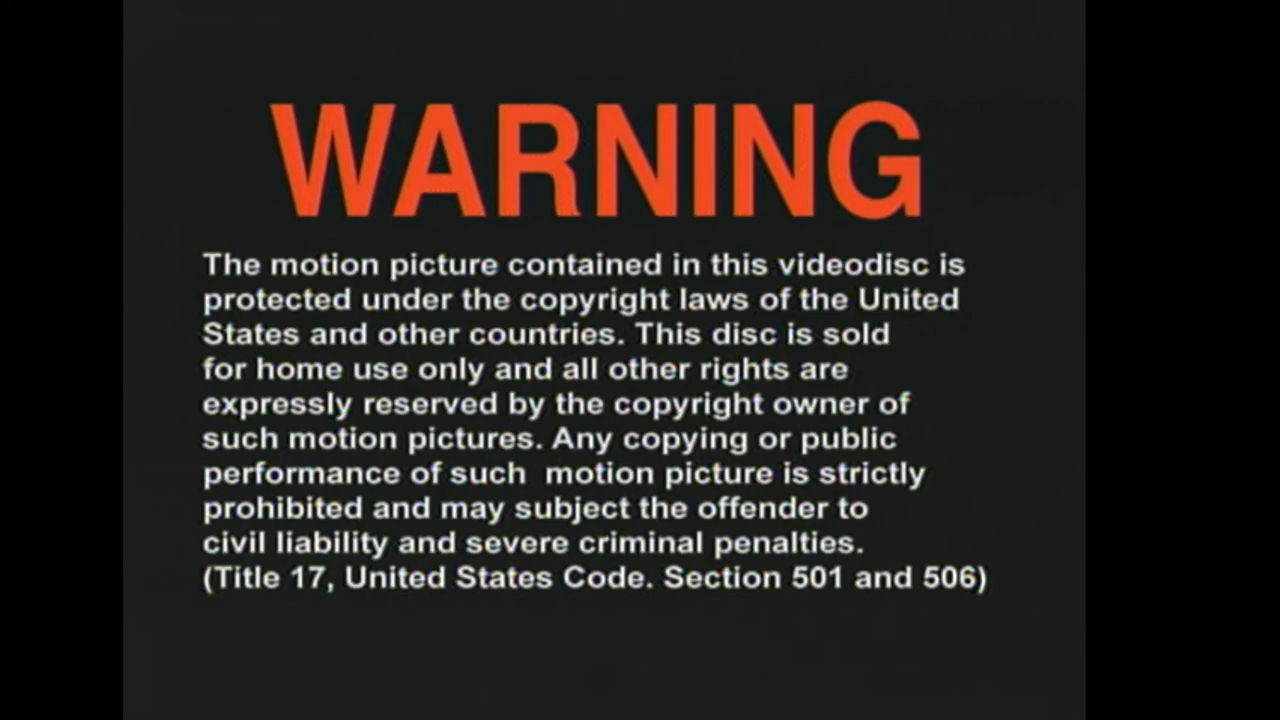 WARNING
The motion picture contained in this videodisc is
protected under the copyright laws of the United
States and other countries. This disc is sold
for home use only and all other rights are
expressly reserved by the copyright owner of
such motion pictures. Any copying or public
performance of such  motion picture is strictly
prohibited and may subject the offender to
civil liability and severe criminal penalties.
(Title 17, United States Code. Section 501 and 506)